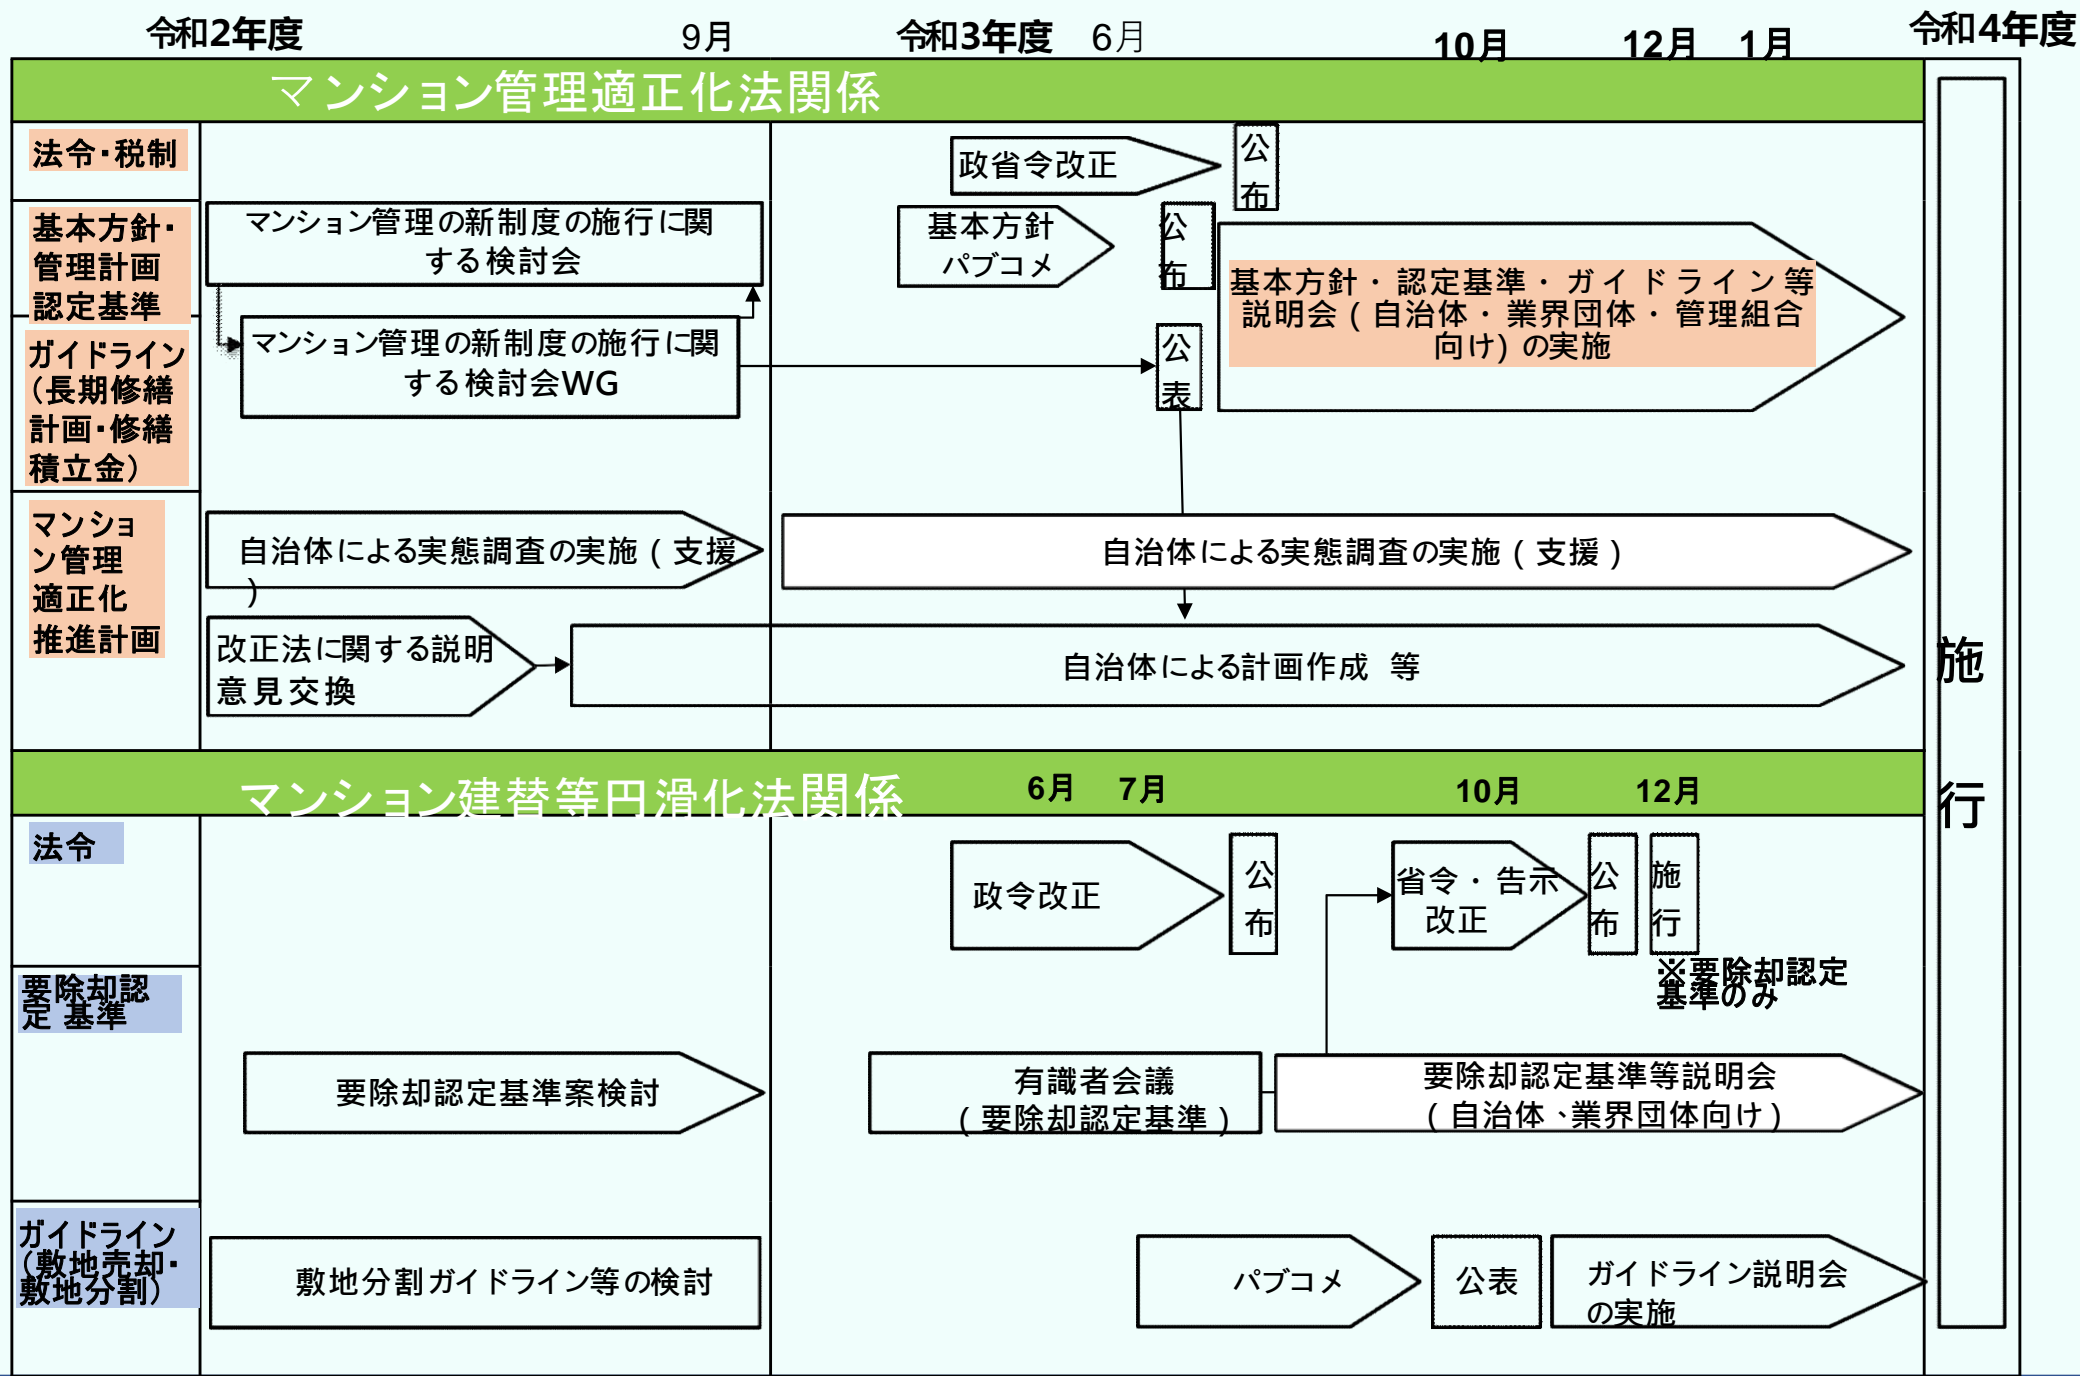 令和2年度 9月 令和3年度 6月 10月 12月 1月 令和4年度
マンション管理適正化法関係
法令・税制
政省令改正
公
布
基本方針・
管理計画
認定基準
マンション管理の新制度の施行に関
する検討会
基本方針
パブコメ
公
布
基本方針・認定基準・ガイドライン等
説明会(自治体・業界団体・管理組合
向け)の実施
ガイドライン
(長期修繕
計画・修繕
積立金)
マンション管理の新制度の施行に関
する検討会WG
公
表
マンショ
ン管理
適正化
推進計画
自治体による実態調査の実施(支援
)
自治体による実態調査の実施(支援)
改正法に関する説明
意見交換
自治体による計画作成 等
施
行
マンション建替等円滑化法関係 6月 7月 10月 12月
法令
政令改正
公
布
省令・告示
改正
公
布
施
行
※要除却認定
基準のみ
要除却認
定 基準
要除却認定基準案検討
有識者会議
(要除却認定基準)
要除却認定基準等説明会
(自治体、業界団体向け)
ガイドライン
(敷地売却・
敷地分割)
敷地分割ガイドライン等の検討
パブコメ
公表
ガイドライン説明会
の実施